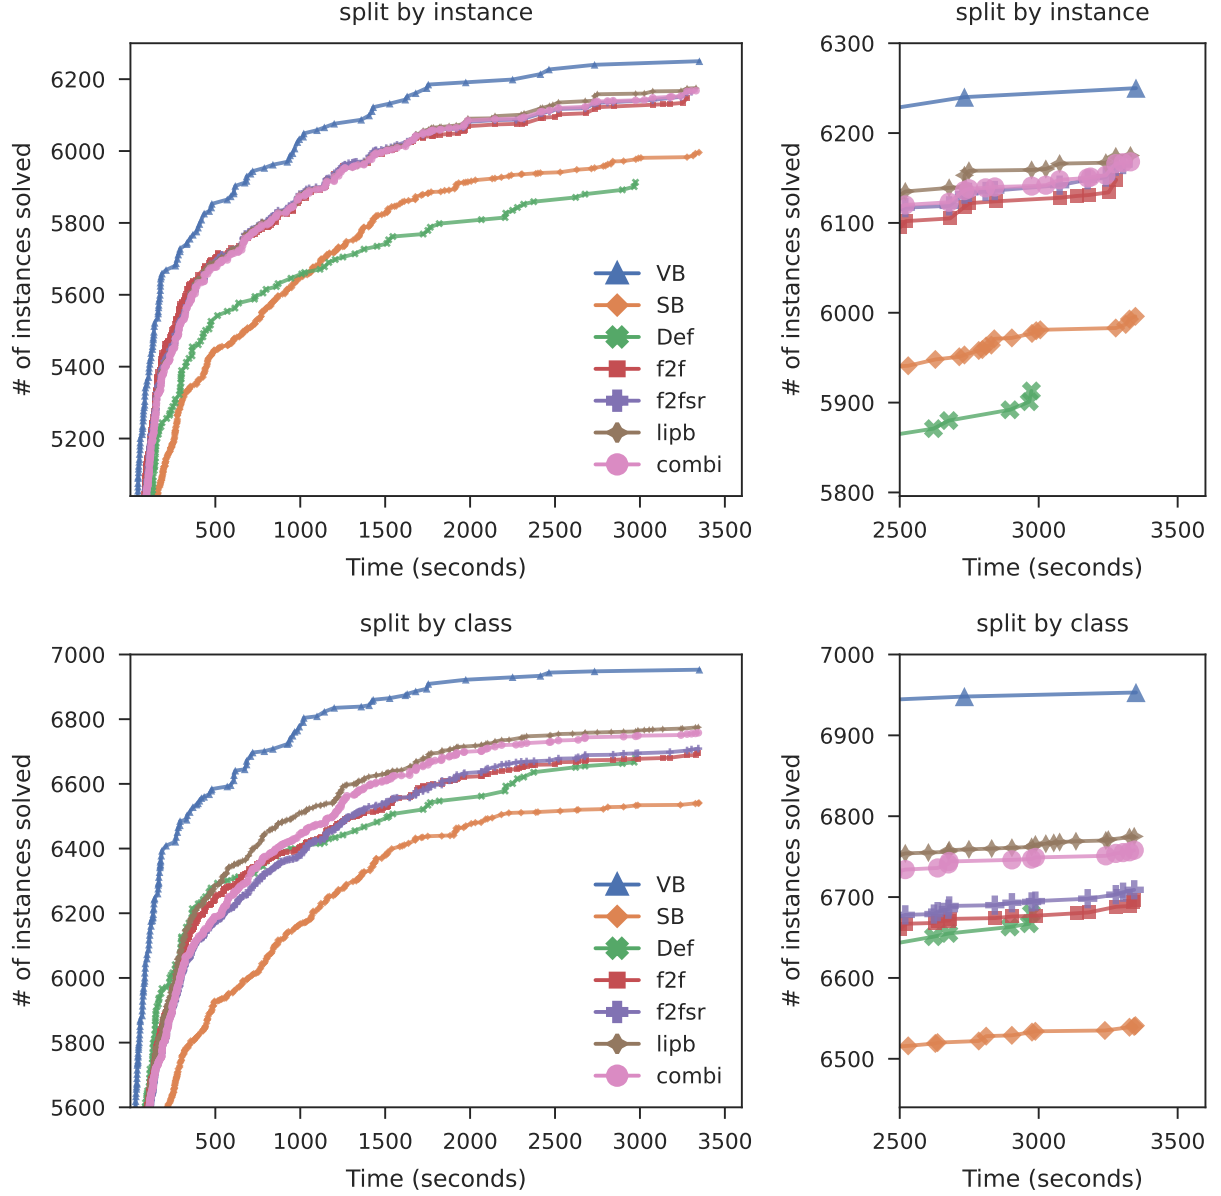 split by instance
# of instances solved
6200
6000
5800
5600
5400
5200
VB
SB
Def
f2f
f2fsr
lipb
combi
500 1000 1500 2000 2500 3000 3500
Time (seconds)
split by instance
# of instances solved
6300
6200
6100
6000
5900
5800
2500 3000 3500
Time (seconds)
split by class
# of instances solved
7000
6800
6600
6400
6200
6000
5800
5600
VB
SB
Def
f2f
f2fsr
lipb
combi
500 1000 1500 2000 2500 3000 3500
Time (seconds)
split by class
# of instances solved
7000
6900
6800
6700
6600
6500
2500 3000 3500
Time (seconds)